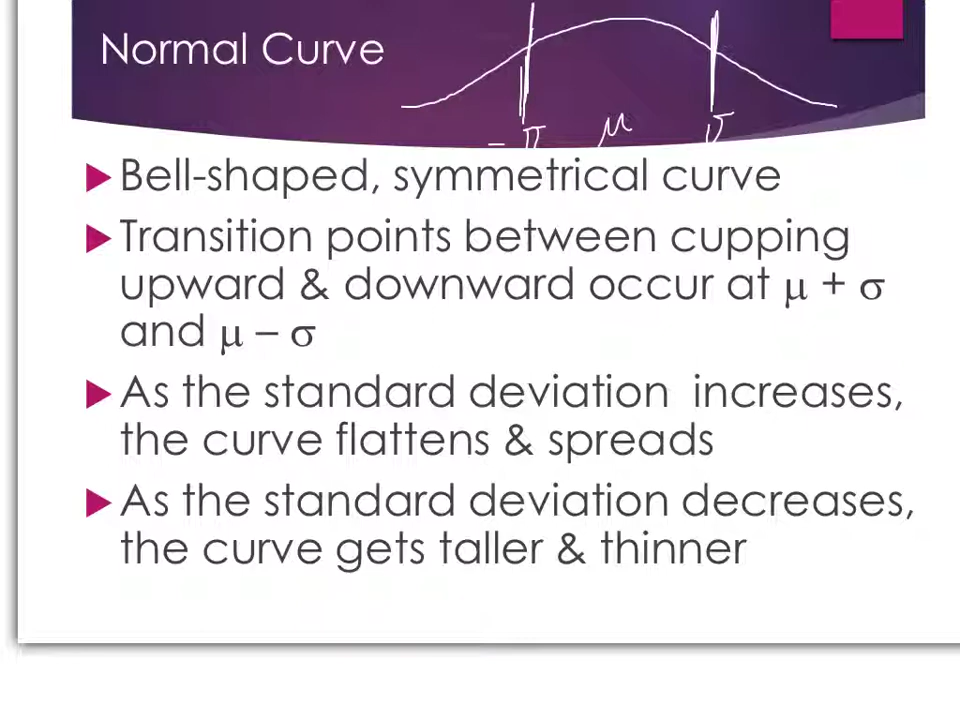 Normal Curve
-σ μ σ
Bell-shaped, symmetrical curve
Transition points between cupping
upward & downward occur at μ + σ
and μ – σ
As the standard deviation increases,
the curve flattens & spreads
As the standard deviation decreases,
the curve gets taller & thinner